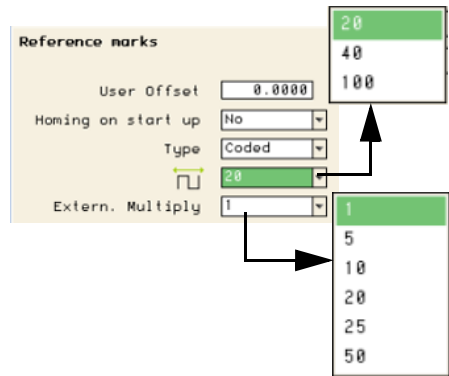 Reference marks
User Offset 0.0000
Homing on start up No
Type Coded
20
Extern. Multiply 1
20
40
100
1
5
10
20
25
50